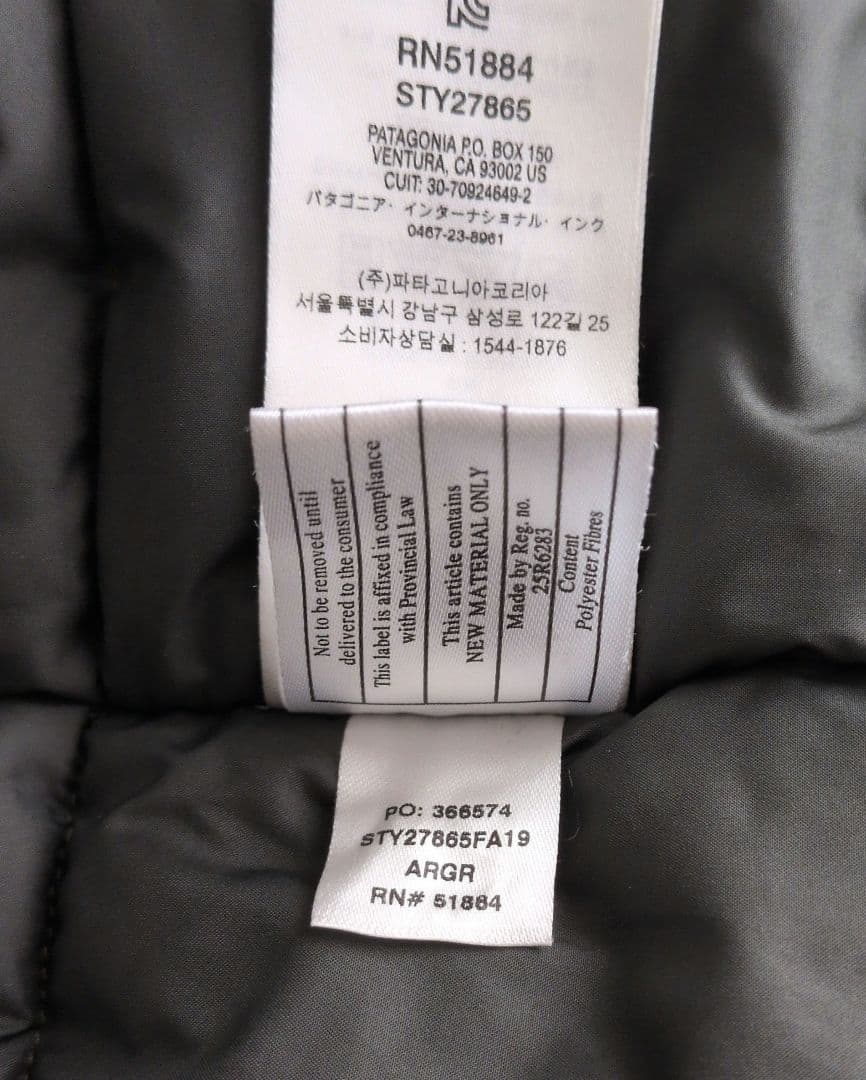 RN51884
STY27865
PATAGONIA P.O. BOX 150
VENTURA, CA 93002 US
CUIT: 30-70924649-2
パタゴニア・インターナショナル・インク
0467-23-8961
(주)파타고니아코리아
서울특별시 강남구 삼성로 122길 25
소비자상담실 : 1544-1876
Not to be removed until
delivered to the consumer
This label is affixed in compliance
with Provincial Law
This article contains
NEW MATERIAL ONLY
Made by Reg. no.
25R6283
Content
Polyester Fibres
PO: 366574
STY27865FA19
ARGR
RN# 51884